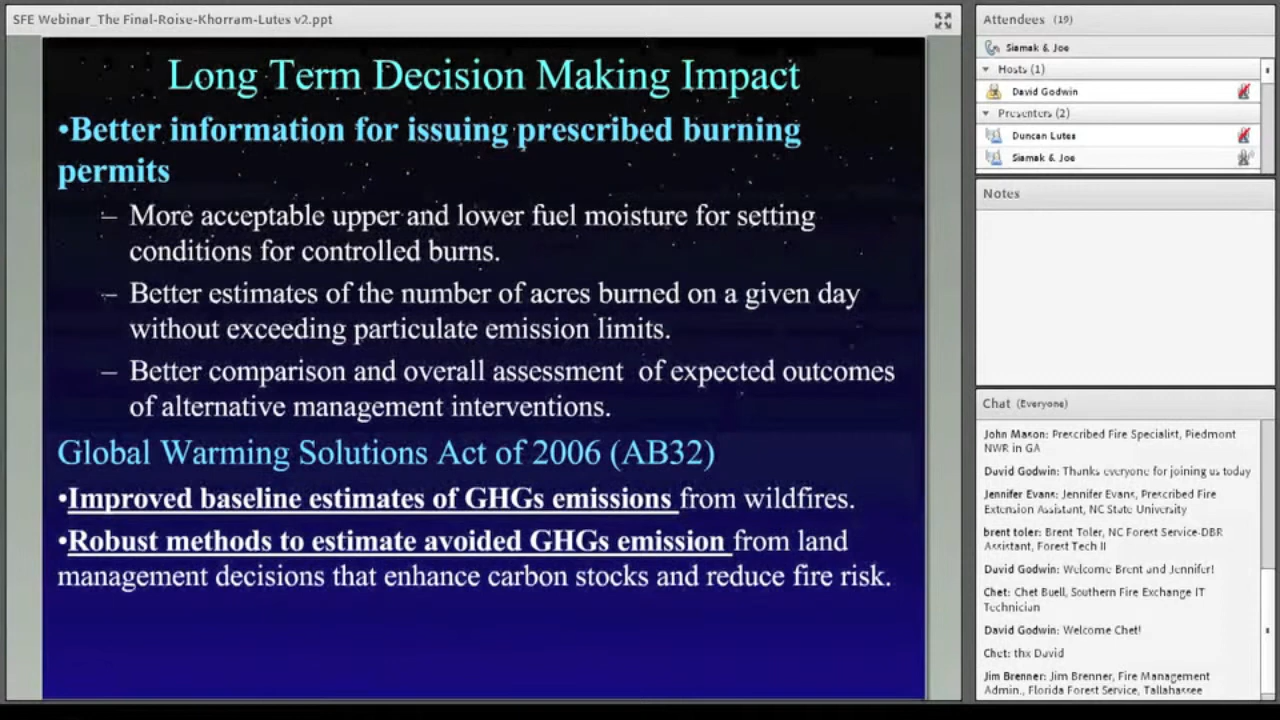 SFE Webinar_The Final-Roise-Khorram-Lutes v2.ppt
Long Term Decision Making Impact
•Better information for issuing prescribed burning
permits
– More acceptable upper and lower fuel moisture for setting
conditions for controlled burns.
– Better estimates of the number of acres burned on a given day
without exceeding particulate emission limits.
– Better comparison and overall assessment of expected outcomes
of alternative management interventions.
Global Warming Solutions Act of 2006 (AB32)
•Improved baseline estimates of GHGs emissions from wildfires.
•Robust methods to estimate avoided GHGs emission from land
management decisions that enhance carbon stocks and reduce fire risk.
Attendees (19)
Siamak & Joe
Hosts (1)
David Godwin
Presenters (2)
Duncan Lutes
Siamak & Joe
Notes
Chat (Everyone)
John Mason: Prescribed Fire Specialist, Piedmont
NWR in GA
David Godwin: Thanks everyone for joining us today
Jennifer Evans: Jennifer Evans, Prescribed Fire
Extension Assistant, NC State University
brent toler: Brent Toler, NC Forest Service-DBR
Assistant, Forest Tech II
David Godwin: Welcome Brent and Jennifer!
Chet: Chet Buell, Southern Fire Exchange IT
Technician
David Godwin: Welcome Chet!
Chet: thx David
Jim Brenner: Jim Brenner, Fire Management
Admin., Florida Forest Service, Tallahassee